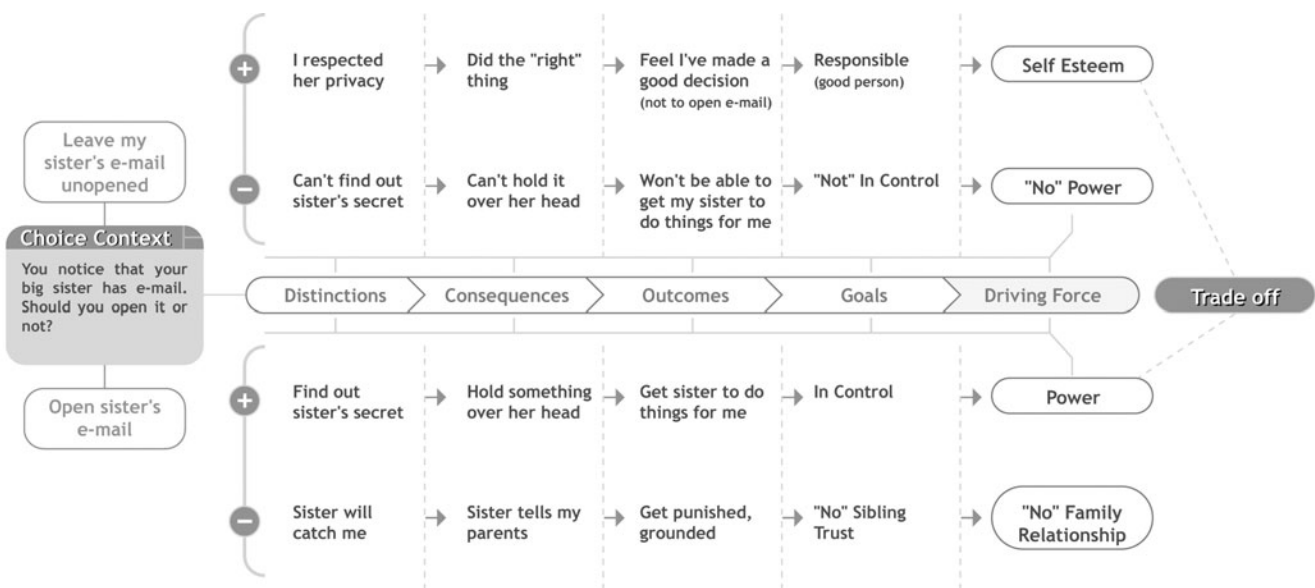 I respected
her privacy
Did the "right"
thing
Feel I've made a
good decision
(not to open e-mail)
Responsible
(good person)
Self Esteem
Leave my
sister's e-mail
unopened
Can't find out
sister's secret
Can't hold it
over her head
Won't be able to
get my sister to
do things for me
"Not" In Control
"No" Power
Choice Context
You notice that your
big sister has e-mail.
Should you open it or
not?
Distinctions
Consequences
Outcomes
Goals
Driving Force
Trade off
Open sister's
e-mail
Find out
sister's secret
Hold something
over her head
Get sister to do
things for me
In Control
Power
Sister will
catch me
Sister tells my
parents
Get punished,
grounded
"No" Sibling
Trust
"No" Family
Relationship